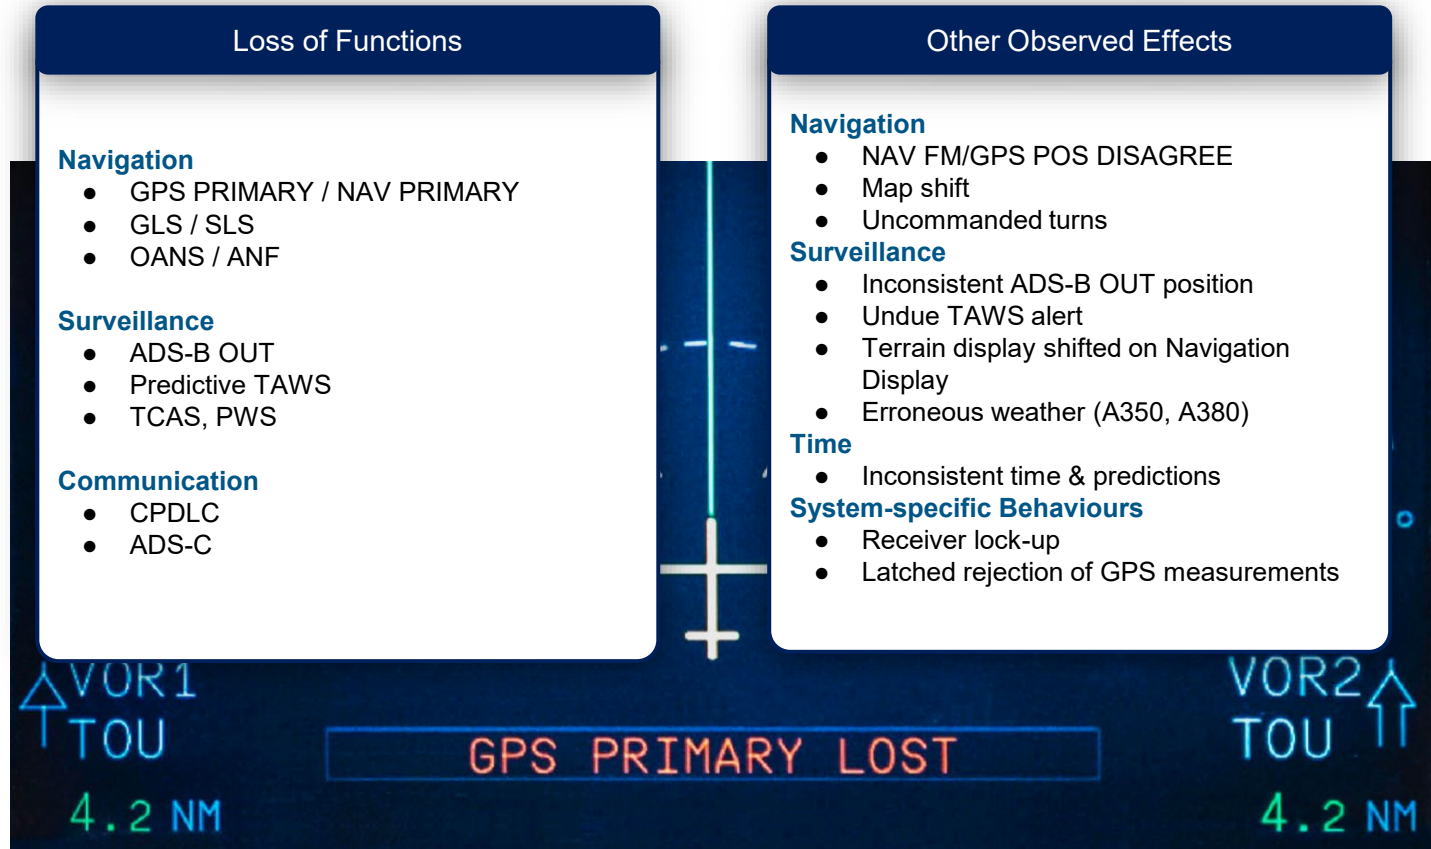 Loss of Functions
Navigation
● GPS PRIMARY / NAV PRIMARY
● GLS / SLS
● OANS / ANF
Surveillance
● ADS-B OUT
● Predictive TAWS
● TCAS, PWS
Communication
● CPDLC
● ADS-C
Other Observed Effects
Navigation
● NAV FM/GPS POS DISAGREE
● Map shift
● Uncommanded turns
Surveillance
● Inconsistent ADS-B OUT position
● Undue TAWS alert
● Terrain display shifted on Navigation
Display
● Erroneous weather (A350, A380)
Time
● Inconsistent time & predictions
System-specific Behaviours
● Receiver lock-up
● Latched rejection of GPS measurements
VOR1
TOU
4.2 NM
GPS PRIMARY LOST
VOR2
TOU
4.2 NM